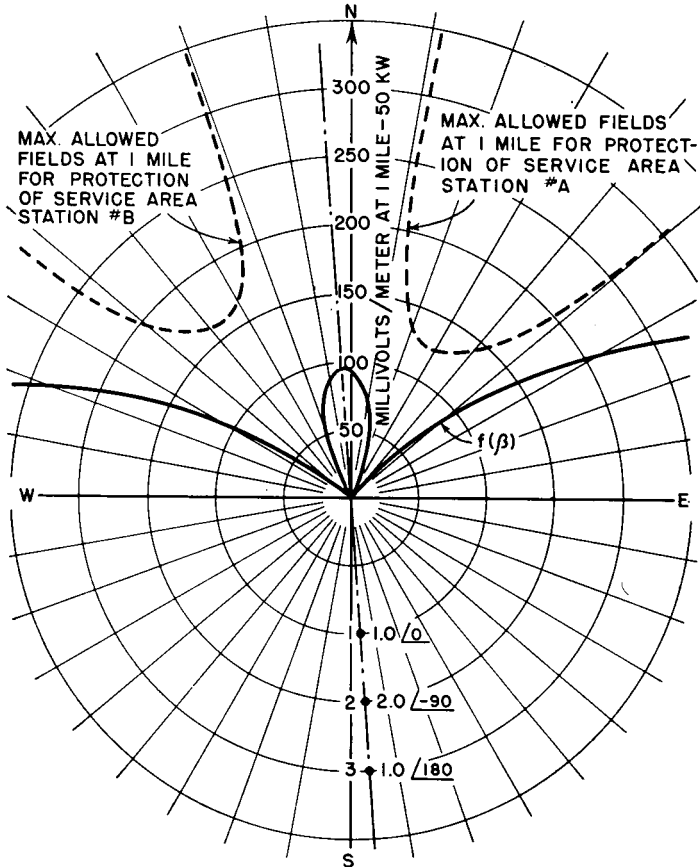 N
MILLIVOLTS/METER AT 1 MILE-50 KW
300
250
200
150
100
50
MAX. ALLOWED
FIELDS AT 1 MILE
FOR PROTECTION
OF SERVICE AREA
STATION #B
MAX. ALLOWED FIELDS
AT 1 MILE FOR PROTECT-
ION OF SERVICE AREA
STATION #A
f(β)
W
E
1 1.0 /0
2 2.0 /-90
3 1.0 /180
S